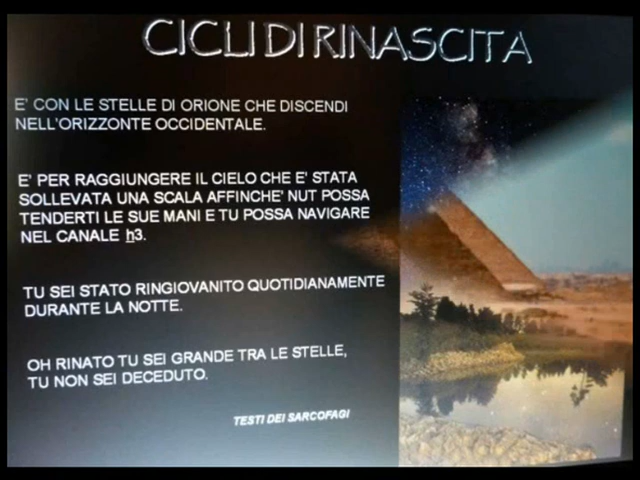 CICLI DI RINASCITA
E' CON LE STELLE DI ORIONE CHE DISCENDI
NELL'ORIZZONTE OCCIDENTALE.
E' PER RAGGIUNGERE IL CIELO CHE E' STATA
SOLLEVATA UNA SCALA AFFINCHE' NUT POSSA
TENDERTI LE SUE MANI E TU POSSA NAVIGARE
NEL CANALE h3.
TU SEI STATO RINGIOVANITO QUOTIDIANAMENTE
DURANTE LA NOTTE.
OH RINATO TU SEI GRANDE TRA LE STELLE,
TU NON SEI DECEDUTO.
TESTI DEI SARCOFAGI